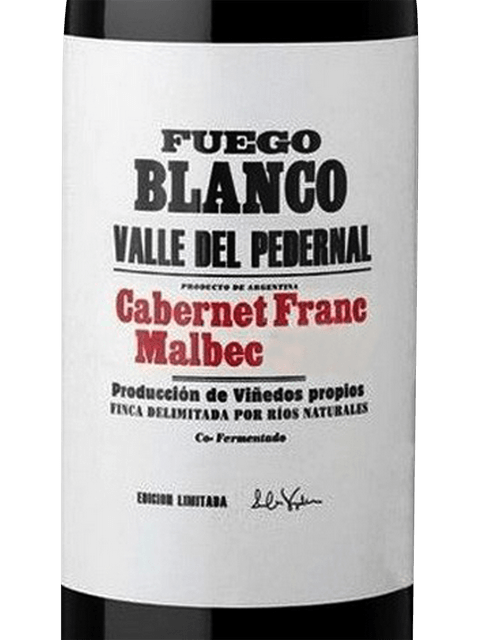 FUEGO
BLANCO
VALLE DEL PEDERNAL
PRODUCTO DE ARGENTINA
Cabernet Franc
Malbec
Producción de Viñedos propios
FINCA DELIMITADA POR RÍOS NATURALES
Co-Fermentado
EDICION LIMITADA